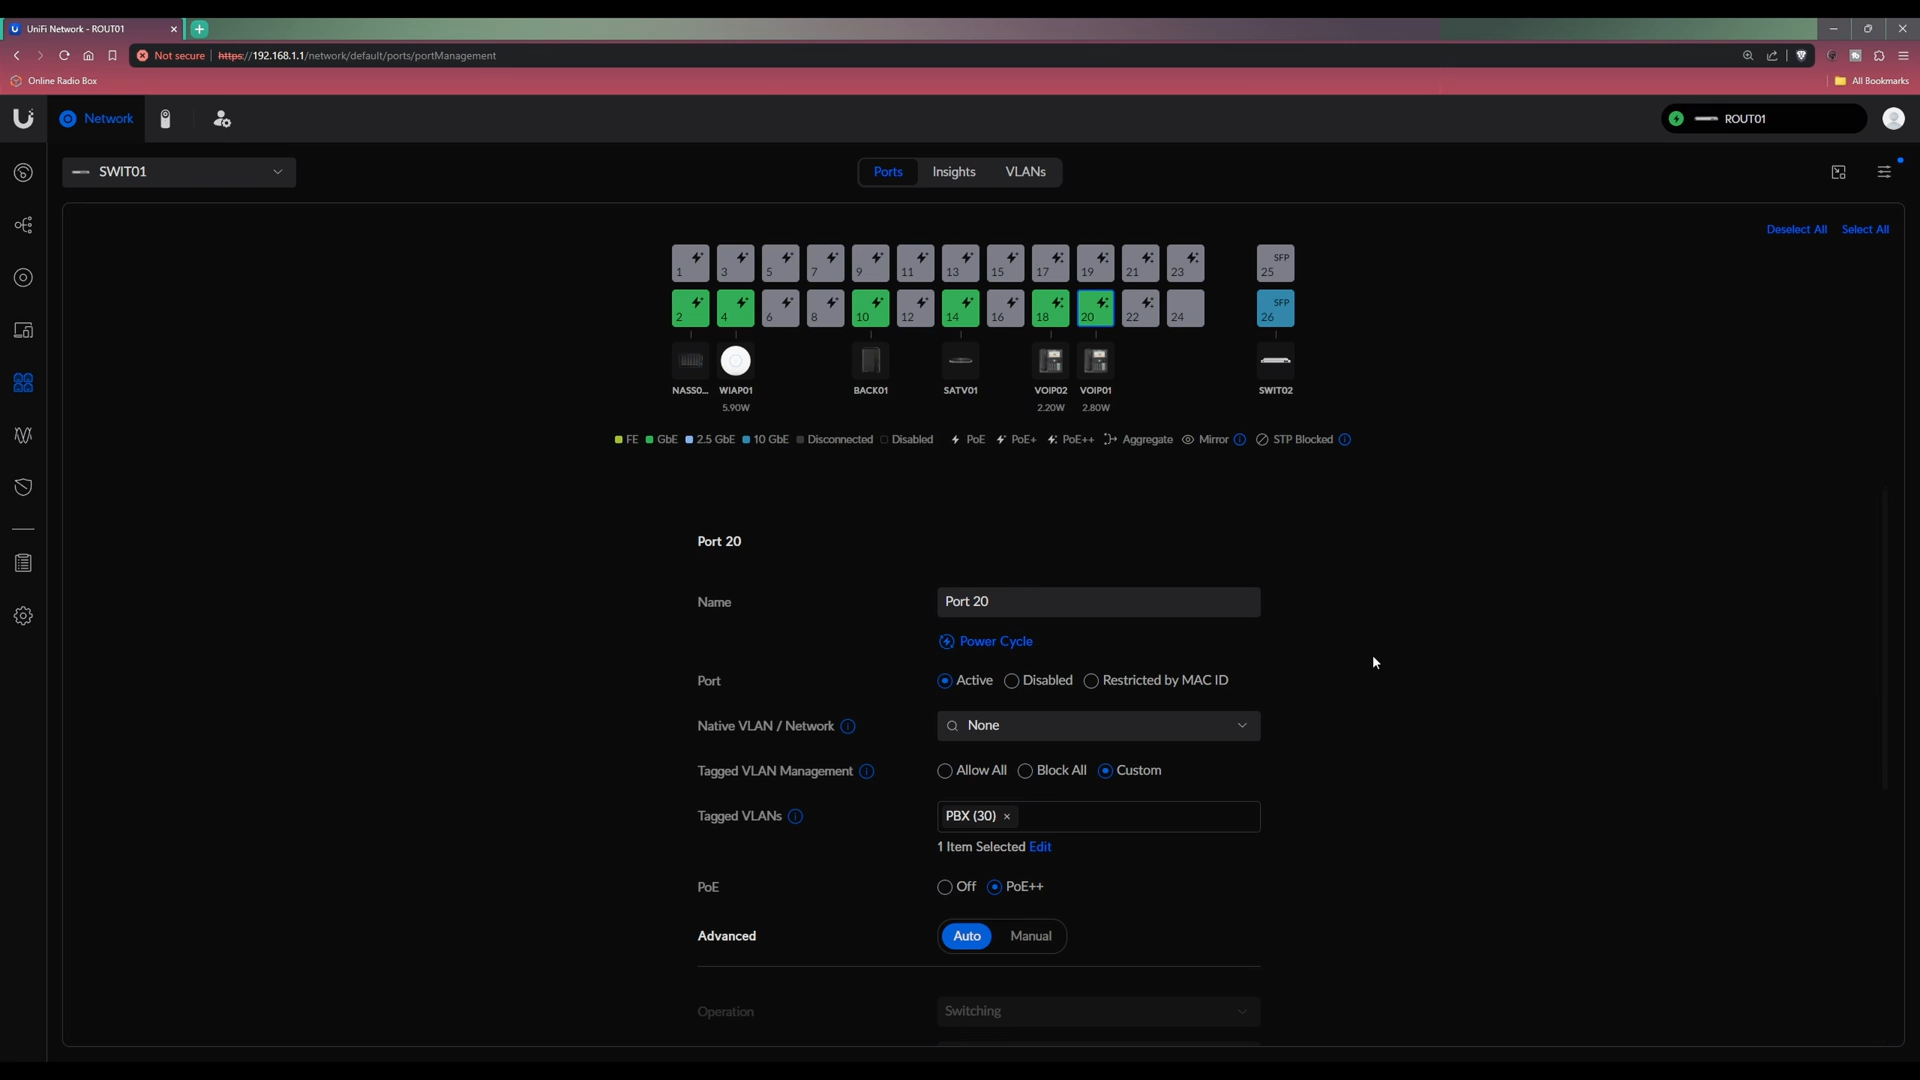 UniFi Network - ROUT01
Not secure https://192.168.1.1/network/default/ports/portManagement
Online Radio Box
All Bookmarks
Network
ROUT01
SWIT01
Ports Insights VLANs
Deselect All Select All
1 3 5 7 9 11 13 15 17 19 21 23 SFP 25
2 4 6 8 10 12 14 16 18 20 22 24 SFP 26
NASS0... WIAP01 BACK01 SATV01 VOIP02 VOIP01 SWIT02
5.90W 2.20W 2.80W
FE GbE 2.5 GbE 10 GbE Disconnected Disabled PoE PoE+ PoE++ Aggregate Mirror STP Blocked
Port 20
Name Port 20
Power Cycle
Port Active Disabled Restricted by MAC ID
Native VLAN / Network None
Tagged VLAN Management Allow All Block All Custom
Tagged VLANs PBX (30) ×
1 Item Selected Edit
PoE Off PoE++
Advanced Auto Manual
Operation Switching